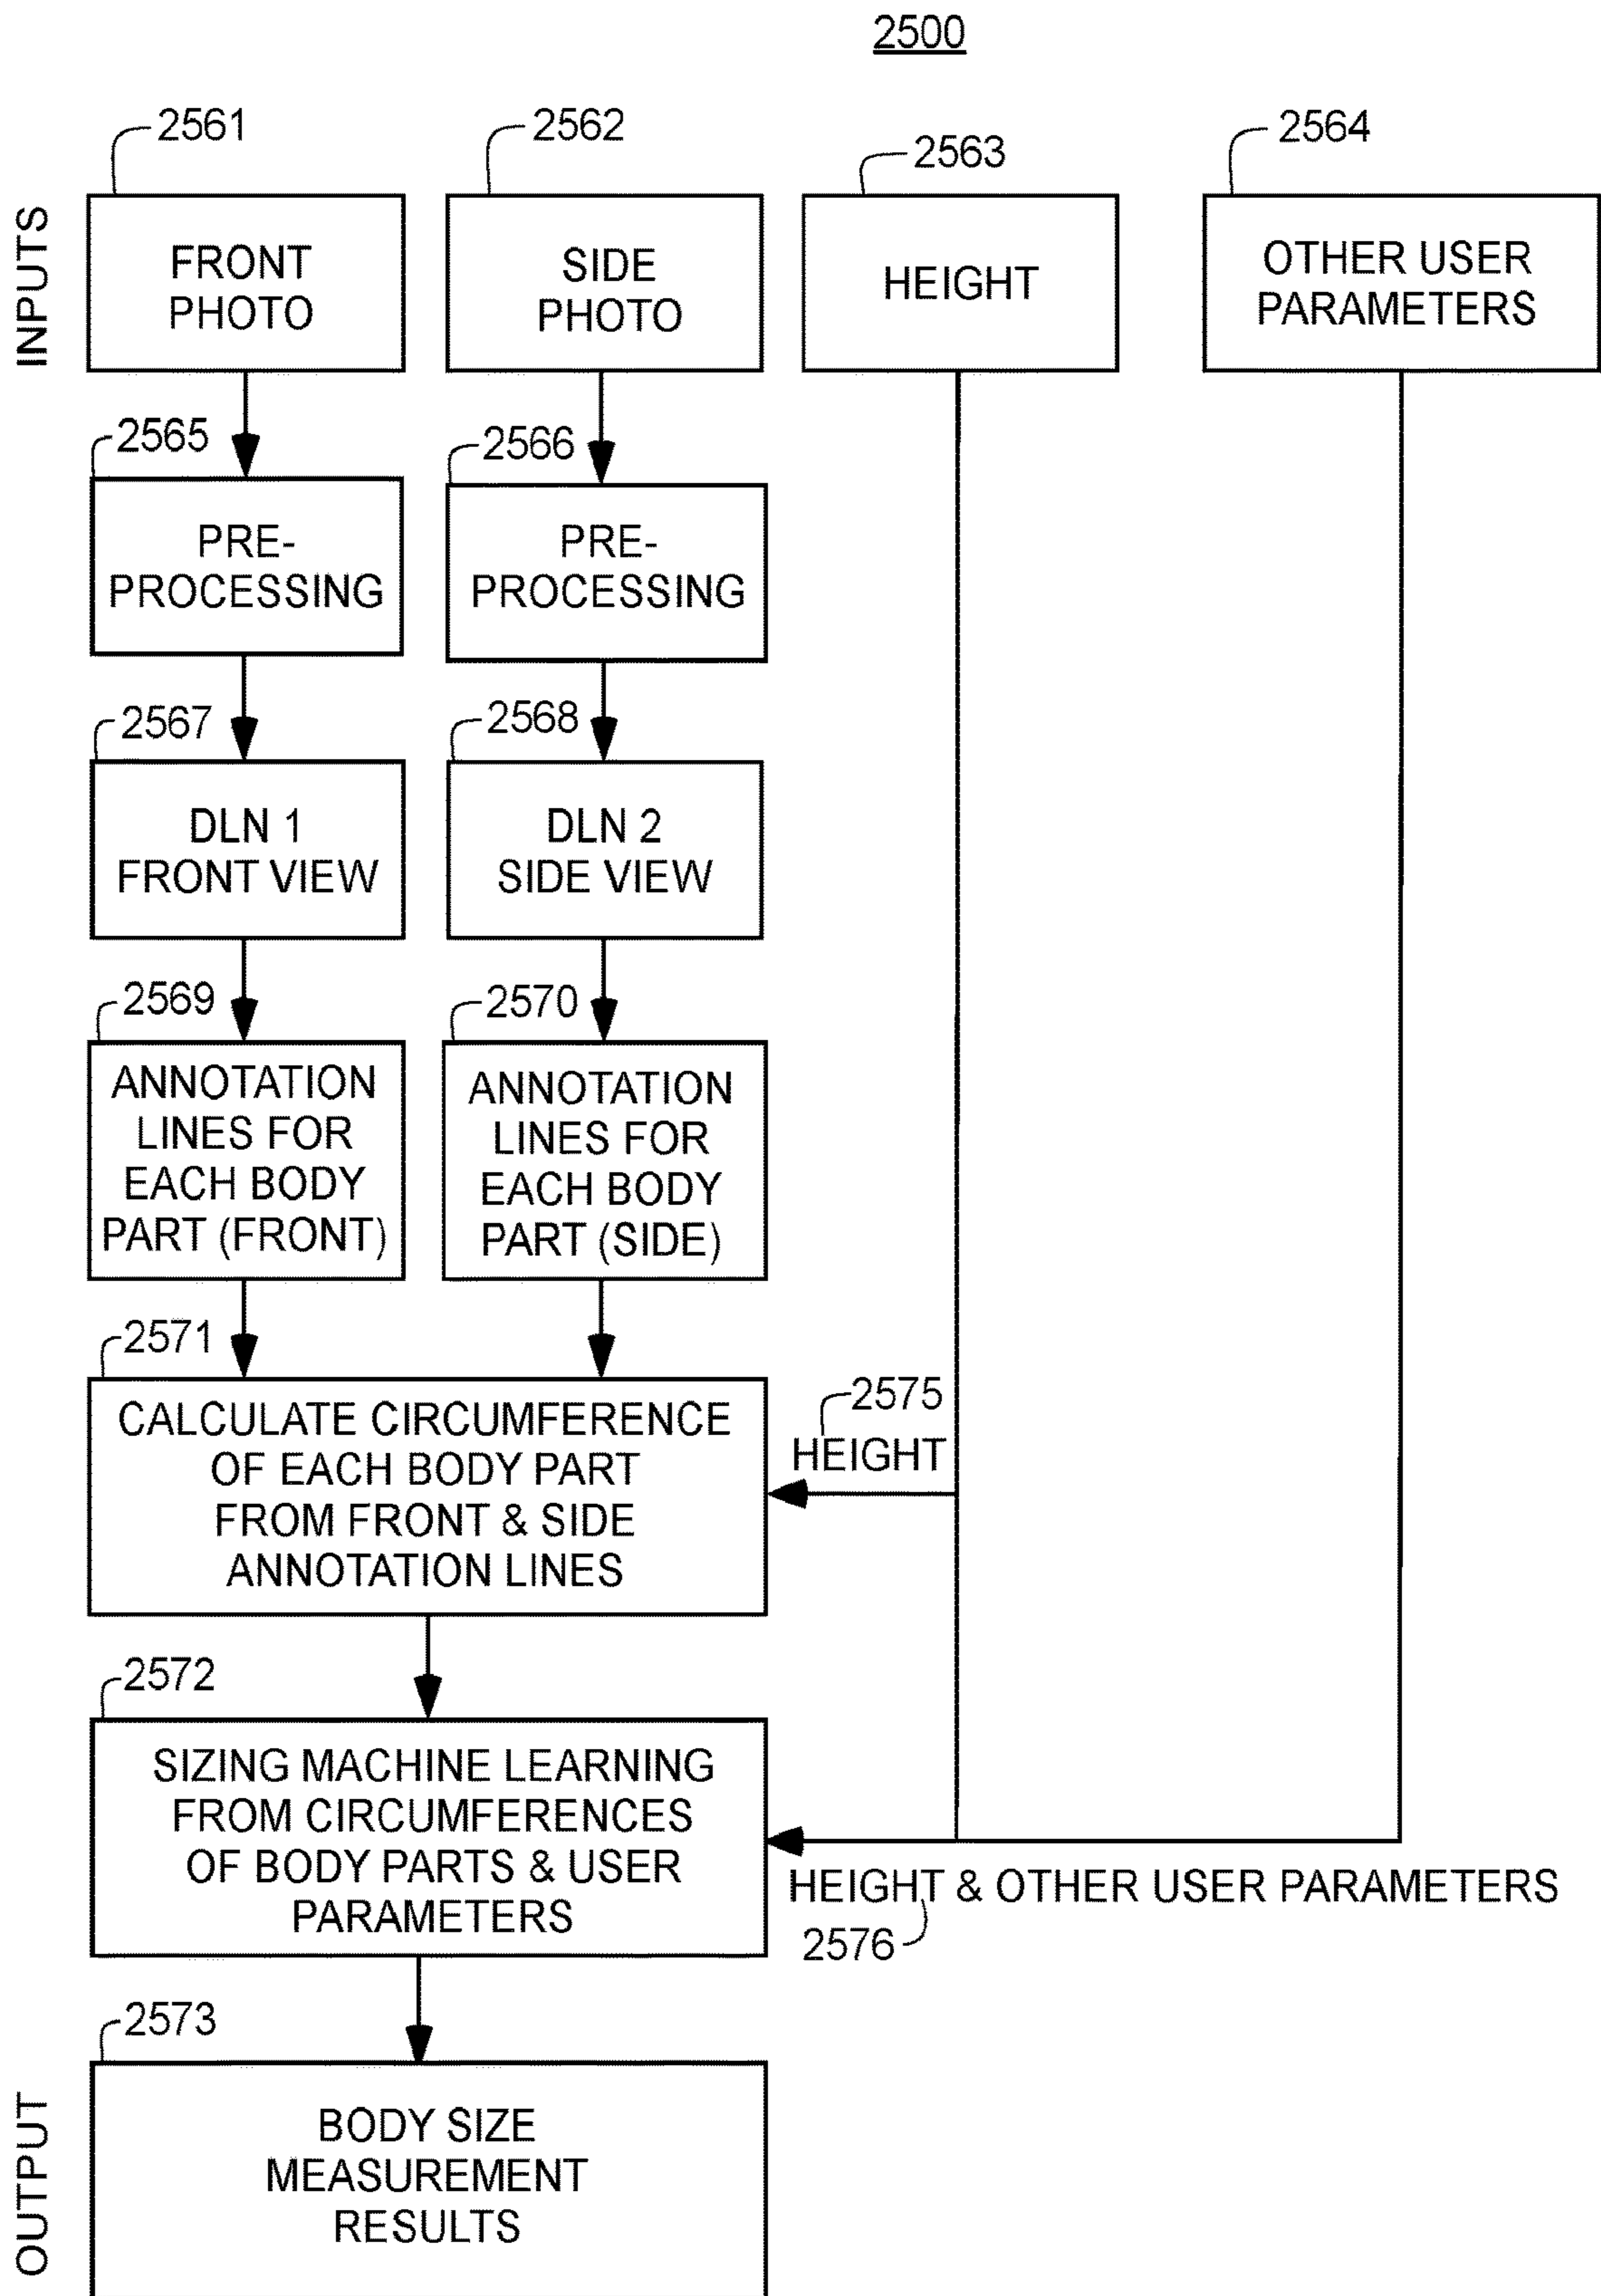 2500
2561
2562
2563
2564
INPUTS
FRONT
PHOTO
SIDE
PHOTO
HEIGHT
OTHER USER
PARAMETERS
2565
2566
PRE-
PROCESSING
PRE-
PROCESSING
2567
2568
DLN 1
FRONT VIEW
DLN 2
SIDE VIEW
2569
2570
ANNOTATION
LINES FOR
EACH BODY
PART (FRONT)
ANNOTATION
LINES FOR
EACH BODY
PART (SIDE)
2571
CALCULATE CIRCUMFERENCE
OF EACH BODY PART
FROM FRONT & SIDE
ANNOTATION LINES
2575
HEIGHT
2572
SIZING MACHINE LEARNING
FROM CIRCUMFERENCES
OF BODY PARTS & USER
PARAMETERS
HEIGHT & OTHER USER PARAMETERS
2576
2573
OUTPUT
BODY SIZE
MEASUREMENT
RESULTS